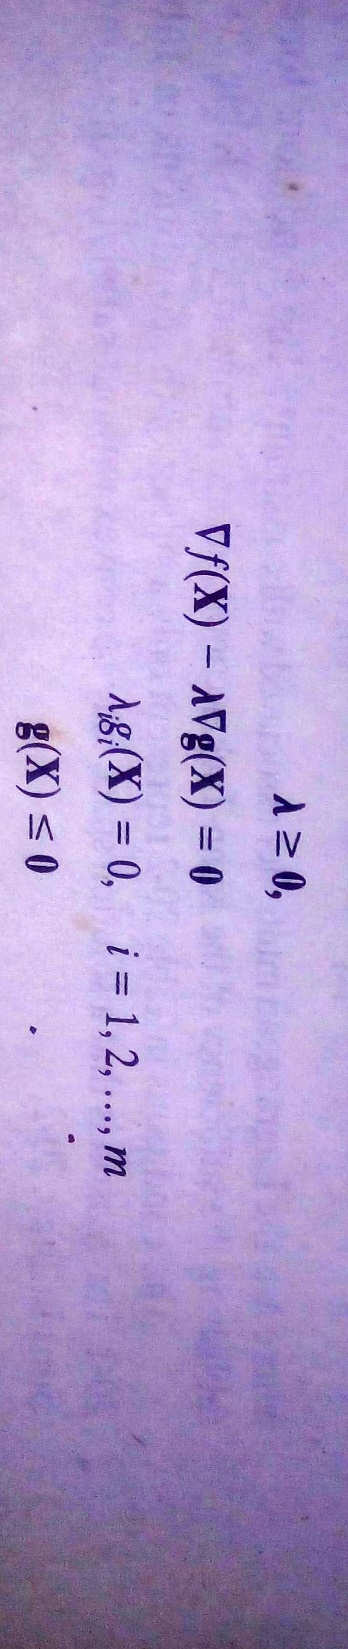 λ ≥ 0,
∇f(X) − λ∇g(X) = 0
λᵢgᵢ(X) = 0, i = 1, 2, ..., m
g(X) ≤ 0